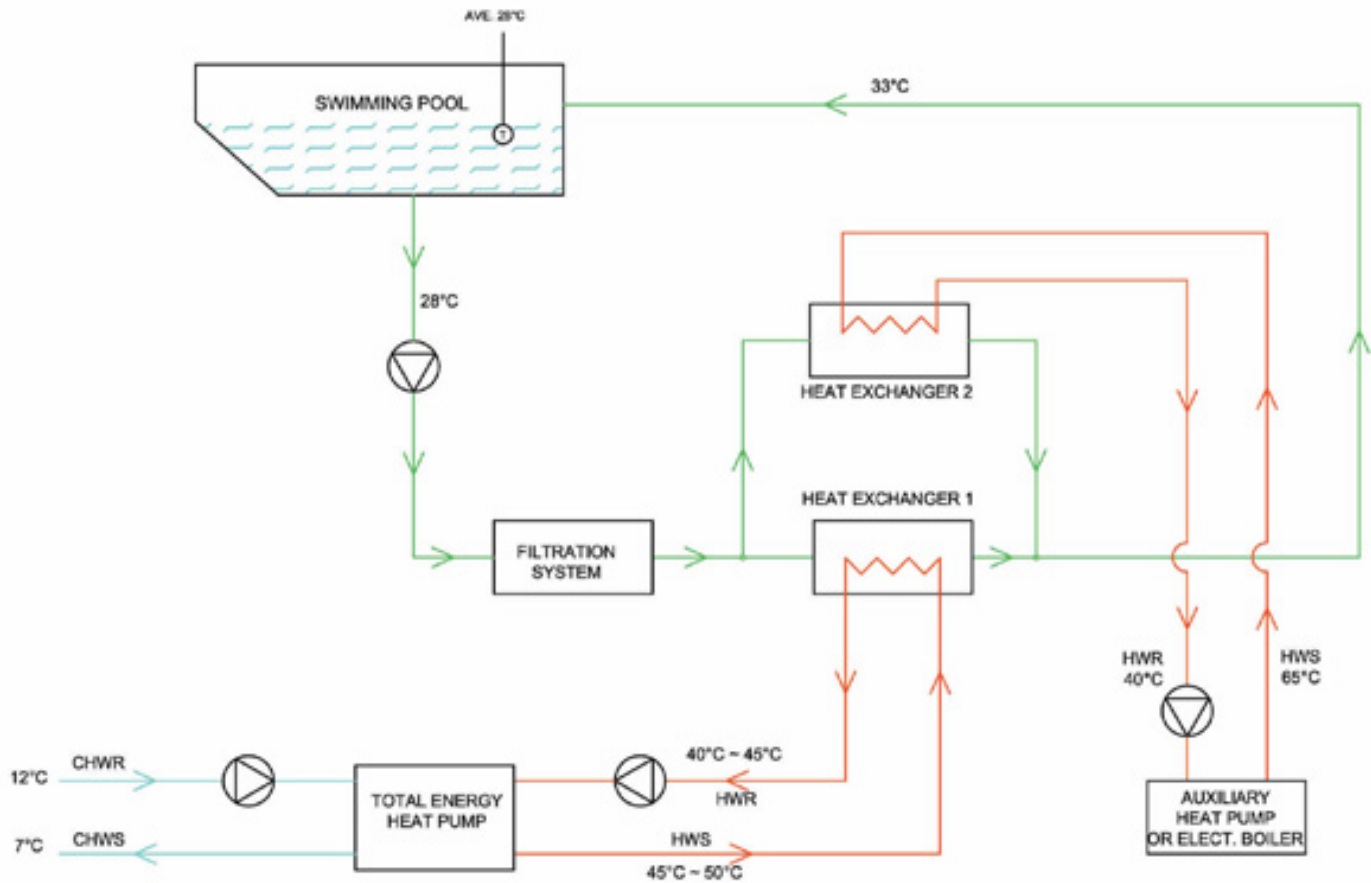 AVE. 28°C
SWIMMING POOL
33°C
T
28°C
HEAT EXCHANGER 2
HEAT EXCHANGER 1
FILTRATION
SYSTEM
HWR
40°C
HWS
65°C
12°C
CHWR
40°C ~ 45°C
HWR
TOTAL ENERGY
HEAT PUMP
AUXILIARY
HEAT PUMP
OR ELECT. BOILER
7°C
CHWS
HWS
45°C ~ 50°C